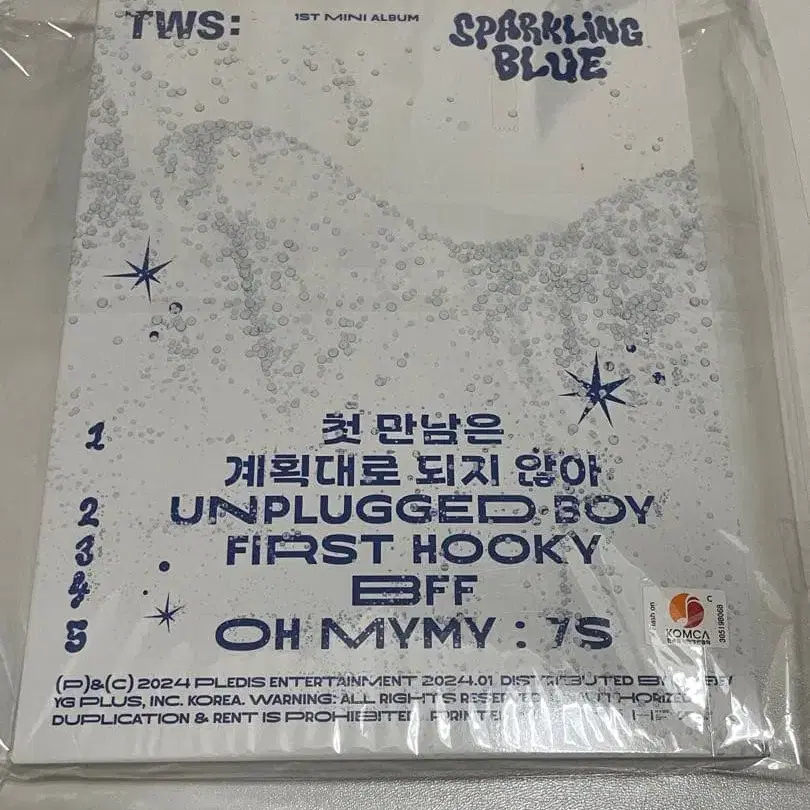 TWS:
1ST MINI ALBUM
SPARKLING
BLUE
1 첫 만남은
계획대로 되지 않아
2 UNPLUGGED BOY
3 FIRST HOOKY
4 BFF
5 OH MYMY : 7S
C
KOMCA
305198068
(P)&(C) 2024 PLEDIS ENTERTAINMENT 2024.01 DISTRIBUTED
YG PLUS, INC. KOREA. WARNING: ALL RIGHTS RESERVED
DUPLICATION & RENT IS PROHIBITED.